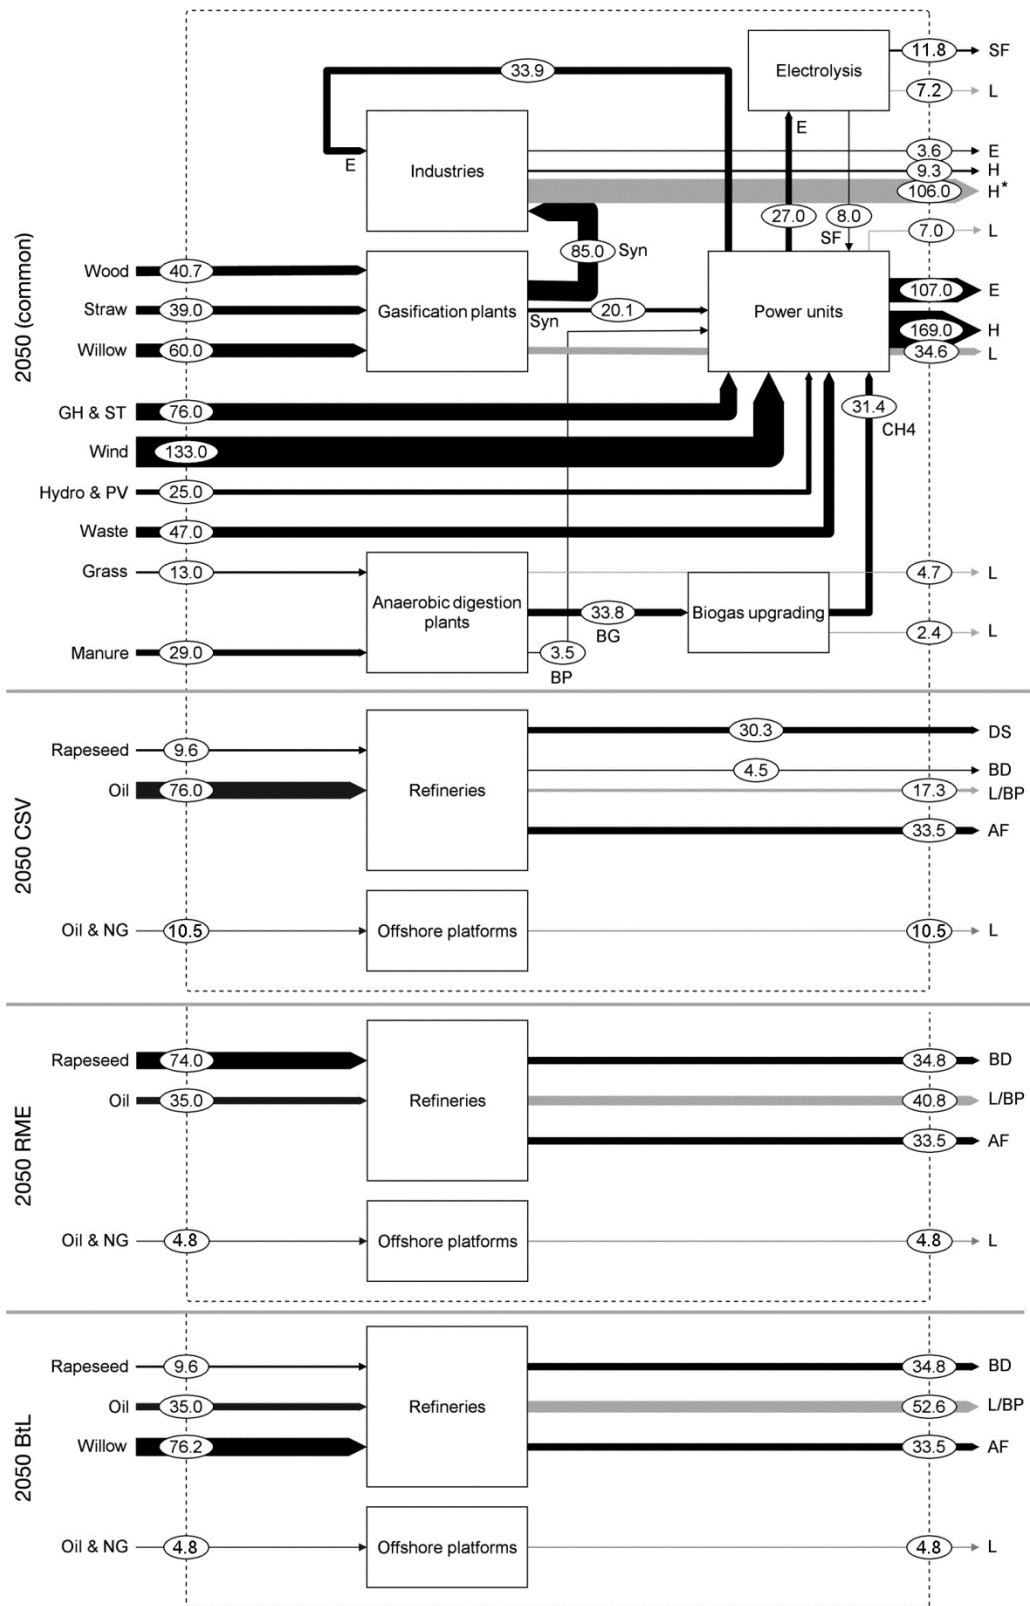 2050 (common)
11.8 SF
Electrolysis
33.9
7.2 L
E
E
3.6 E
Industries
9.3 H
106.0 H*
27.0
8.0
SF
7.0 L
85.0 Syn
Wood 40.7
107.0 E
Straw 39.0
Gasification plants
Syn 20.1
Power units
169.0 H
Willow 60.0
34.6 L
GH & ST 76.0
31.4
CH4
Wind 133.0
Hydro & PV 25.0
Waste 47.0
Grass 13.0
4.7 L
Anaerobic digestion
plants
33.8
BG
Biogas upgrading
2.4 L
Manure 29.0
3.5
BP
2050 CSV
30.3 DS
Rapeseed 9.6
4.5 BD
Oil 76.0
Refineries
17.3 L/BP
33.5 AF
Oil & NG 10.5
Offshore platforms
10.5 L
2050 RME
Rapeseed 74.0
34.8 BD
Oil 35.0
Refineries
40.8 L/BP
33.5 AF
Oil & NG 4.8
Offshore platforms
4.8 L
2050 BtL
Rapeseed 9.6
34.8 BD
Oil 35.0
Refineries
52.6 L/BP
Willow 76.2
33.5 AF
Oil & NG 4.8
Offshore platforms
4.8 L